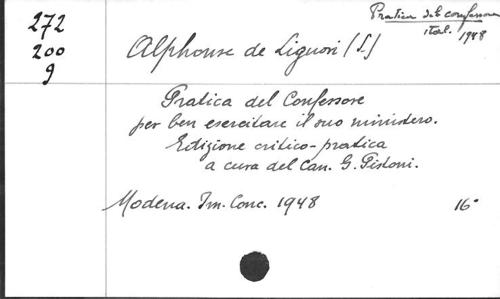 272
200
9
Pratica del confessore
ital. 1948
Alphonse de Liguori (S.)
Pratica del Confessore
per ben esercitare il suo ministero.
Edizione critico-pratica
a cura del Can. G. Pistoni.
Modena. Im. Conc. 1948 16°